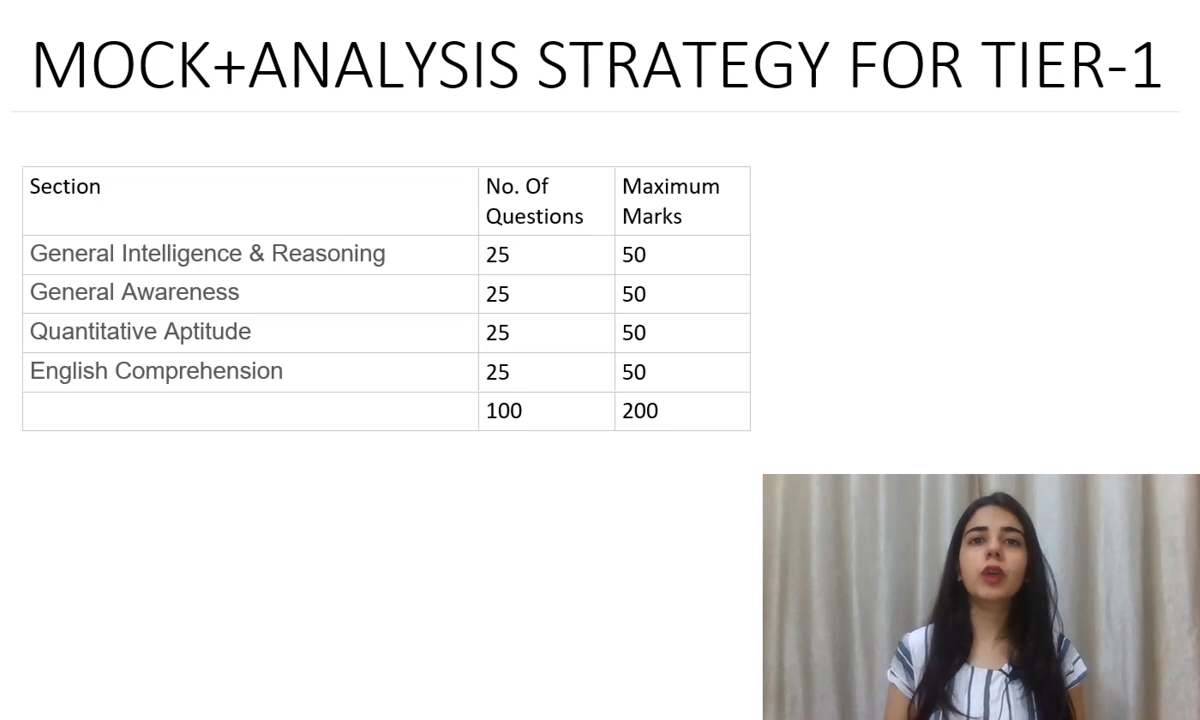 MOCK+ANALYSIS STRATEGY FOR TIER-1
Section No. Of Questions Maximum Marks
General Intelligence & Reasoning 25 50
General Awareness 25 50
Quantitative Aptitude 25 50
English Comprehension 25 50
100 200